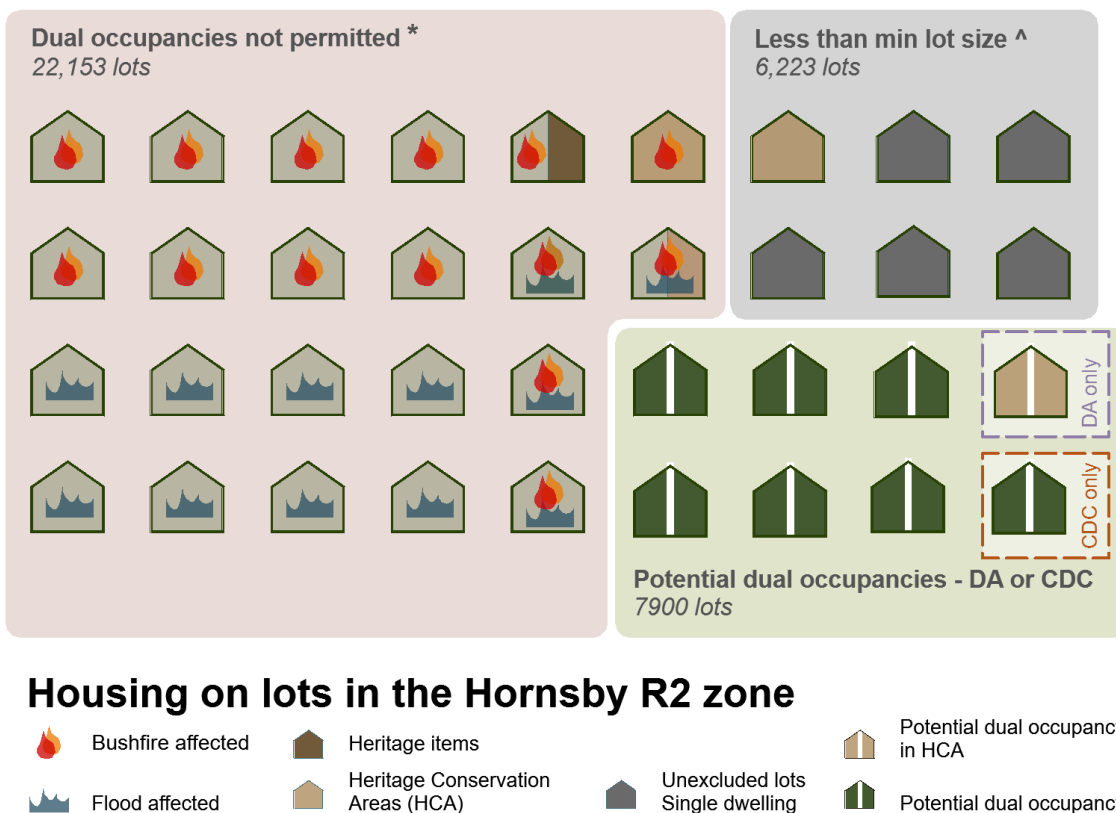 Dual occupancies not permitted *
22,153 lots
Less than min lot size ^
6,223 lots
DA only
CDC only
Potential dual occupancies - DA or CDC
7900 lots
Housing on lots in the Hornsby R2 zone
Bushfire affected
Flood affected
Heritage items
Heritage Conservation
Areas (HCA)
Unexcluded lots
Single dwelling
Potential dual occupanc
in HCA
Potential dual occupanc